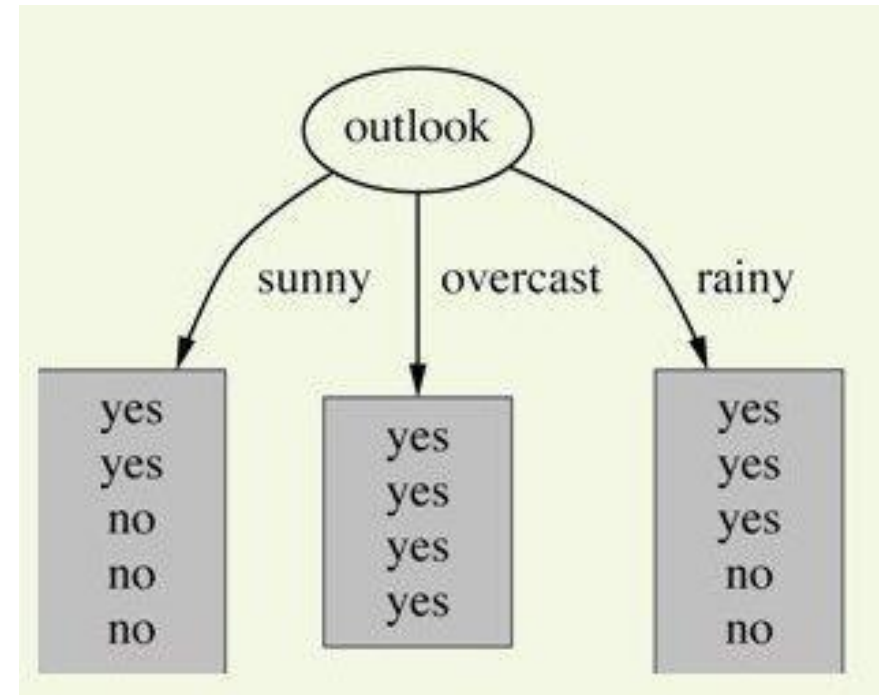 outlook
sunny
overcast
rainy
yes
yes
no
no
no
yes
yes
yes
yes
yes
yes
yes
no
no